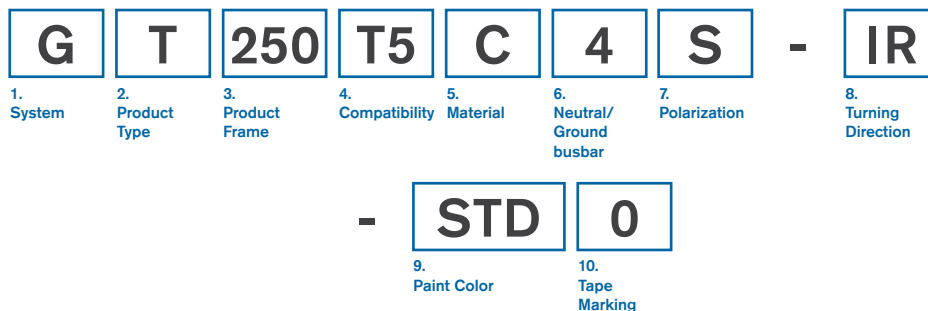 G T 250 T5 C 4 S - IR
1. 2. 3. 4. 5. 6. 7. 8.
System Product Product Compatibility Material Neutral/ Polarization Turning
Type Frame Ground Direction
busbar
- STD 0
9. 10.
Paint Color Tape
Marking